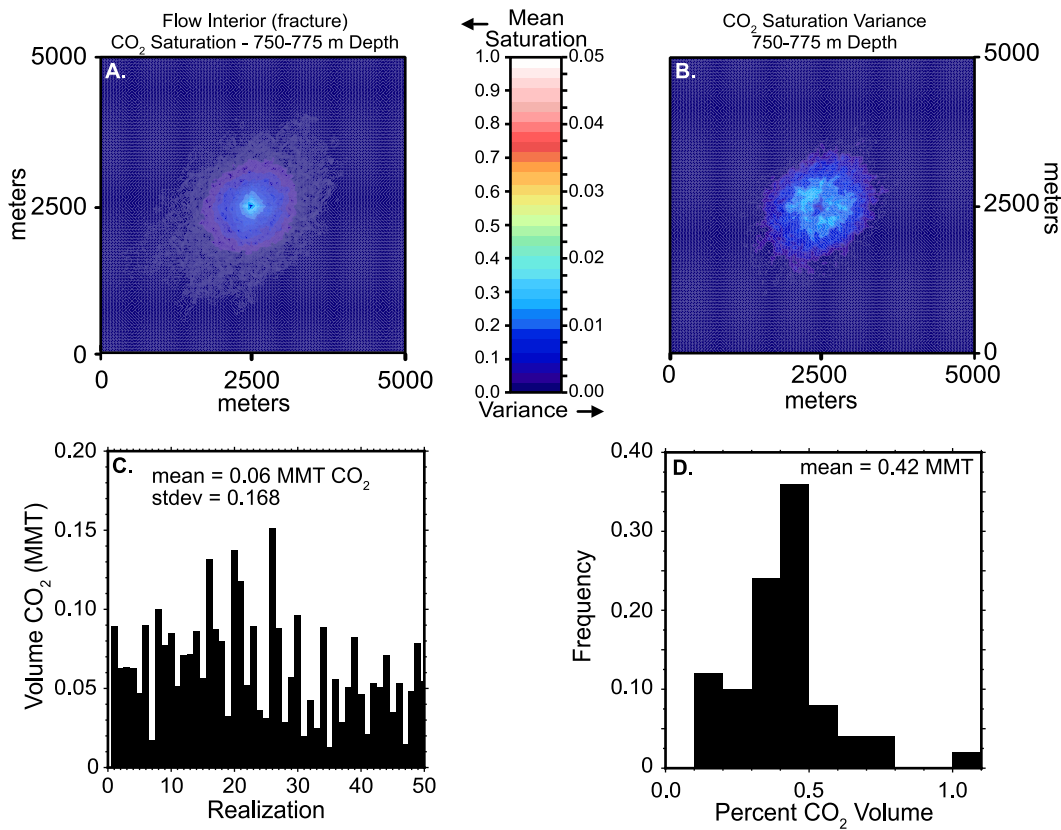 Flow Interior (fracture)
CO2 Saturation - 750-775 m Depth
5000
A.
2500
0
meters
0 2500 5000
meters
← Mean
Saturation
1.0 0.05
0.9
0.8 0.04
0.7
0.6 0.03
0.5
0.4 0.02
0.3
0.2 0.01
0.1
0.0 0.00
Variance →
CO2 Saturation Variance
750-775 m Depth
B.
5000
2500
0
meters
0 2500 5000
meters
C.
mean = 0.06 MMT CO2
stdev = 0.168
0.20
0.15
0.10
0.05
0
Volume CO2 (MMT)
0 10 20 30 40 50
Realization
D.
mean = 0.42 MMT
0.40
0.30
0.20
0.10
0
Frequency
0.0 0.5 1.0
Percent CO2 Volume